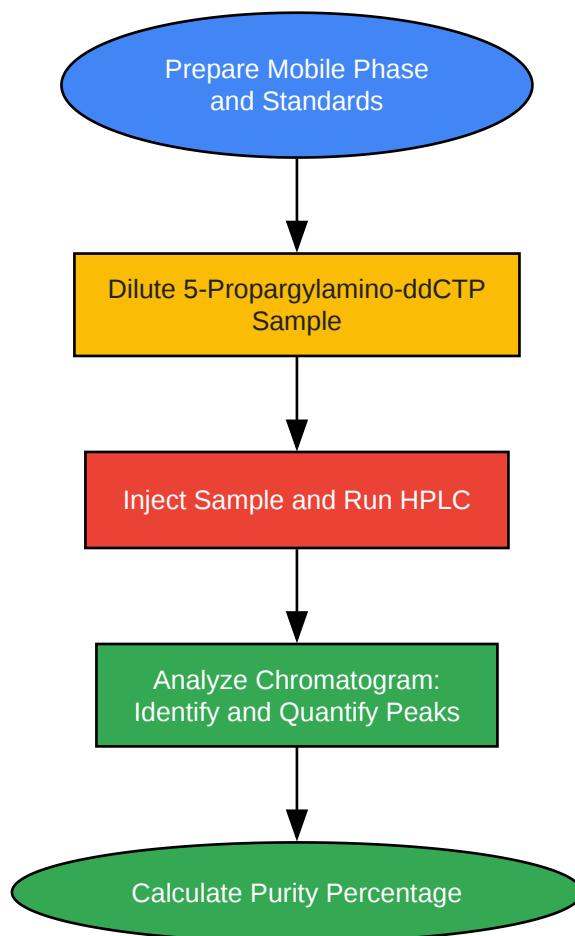 Prepare Mobile Phase
and Standards
Dilute 5-Propargylamino-ddCTP
Sample
Inject Sample and Run HPLC
Analyze Chromatogram:
Identify and Quantify Peaks
Calculate Purity Percentage